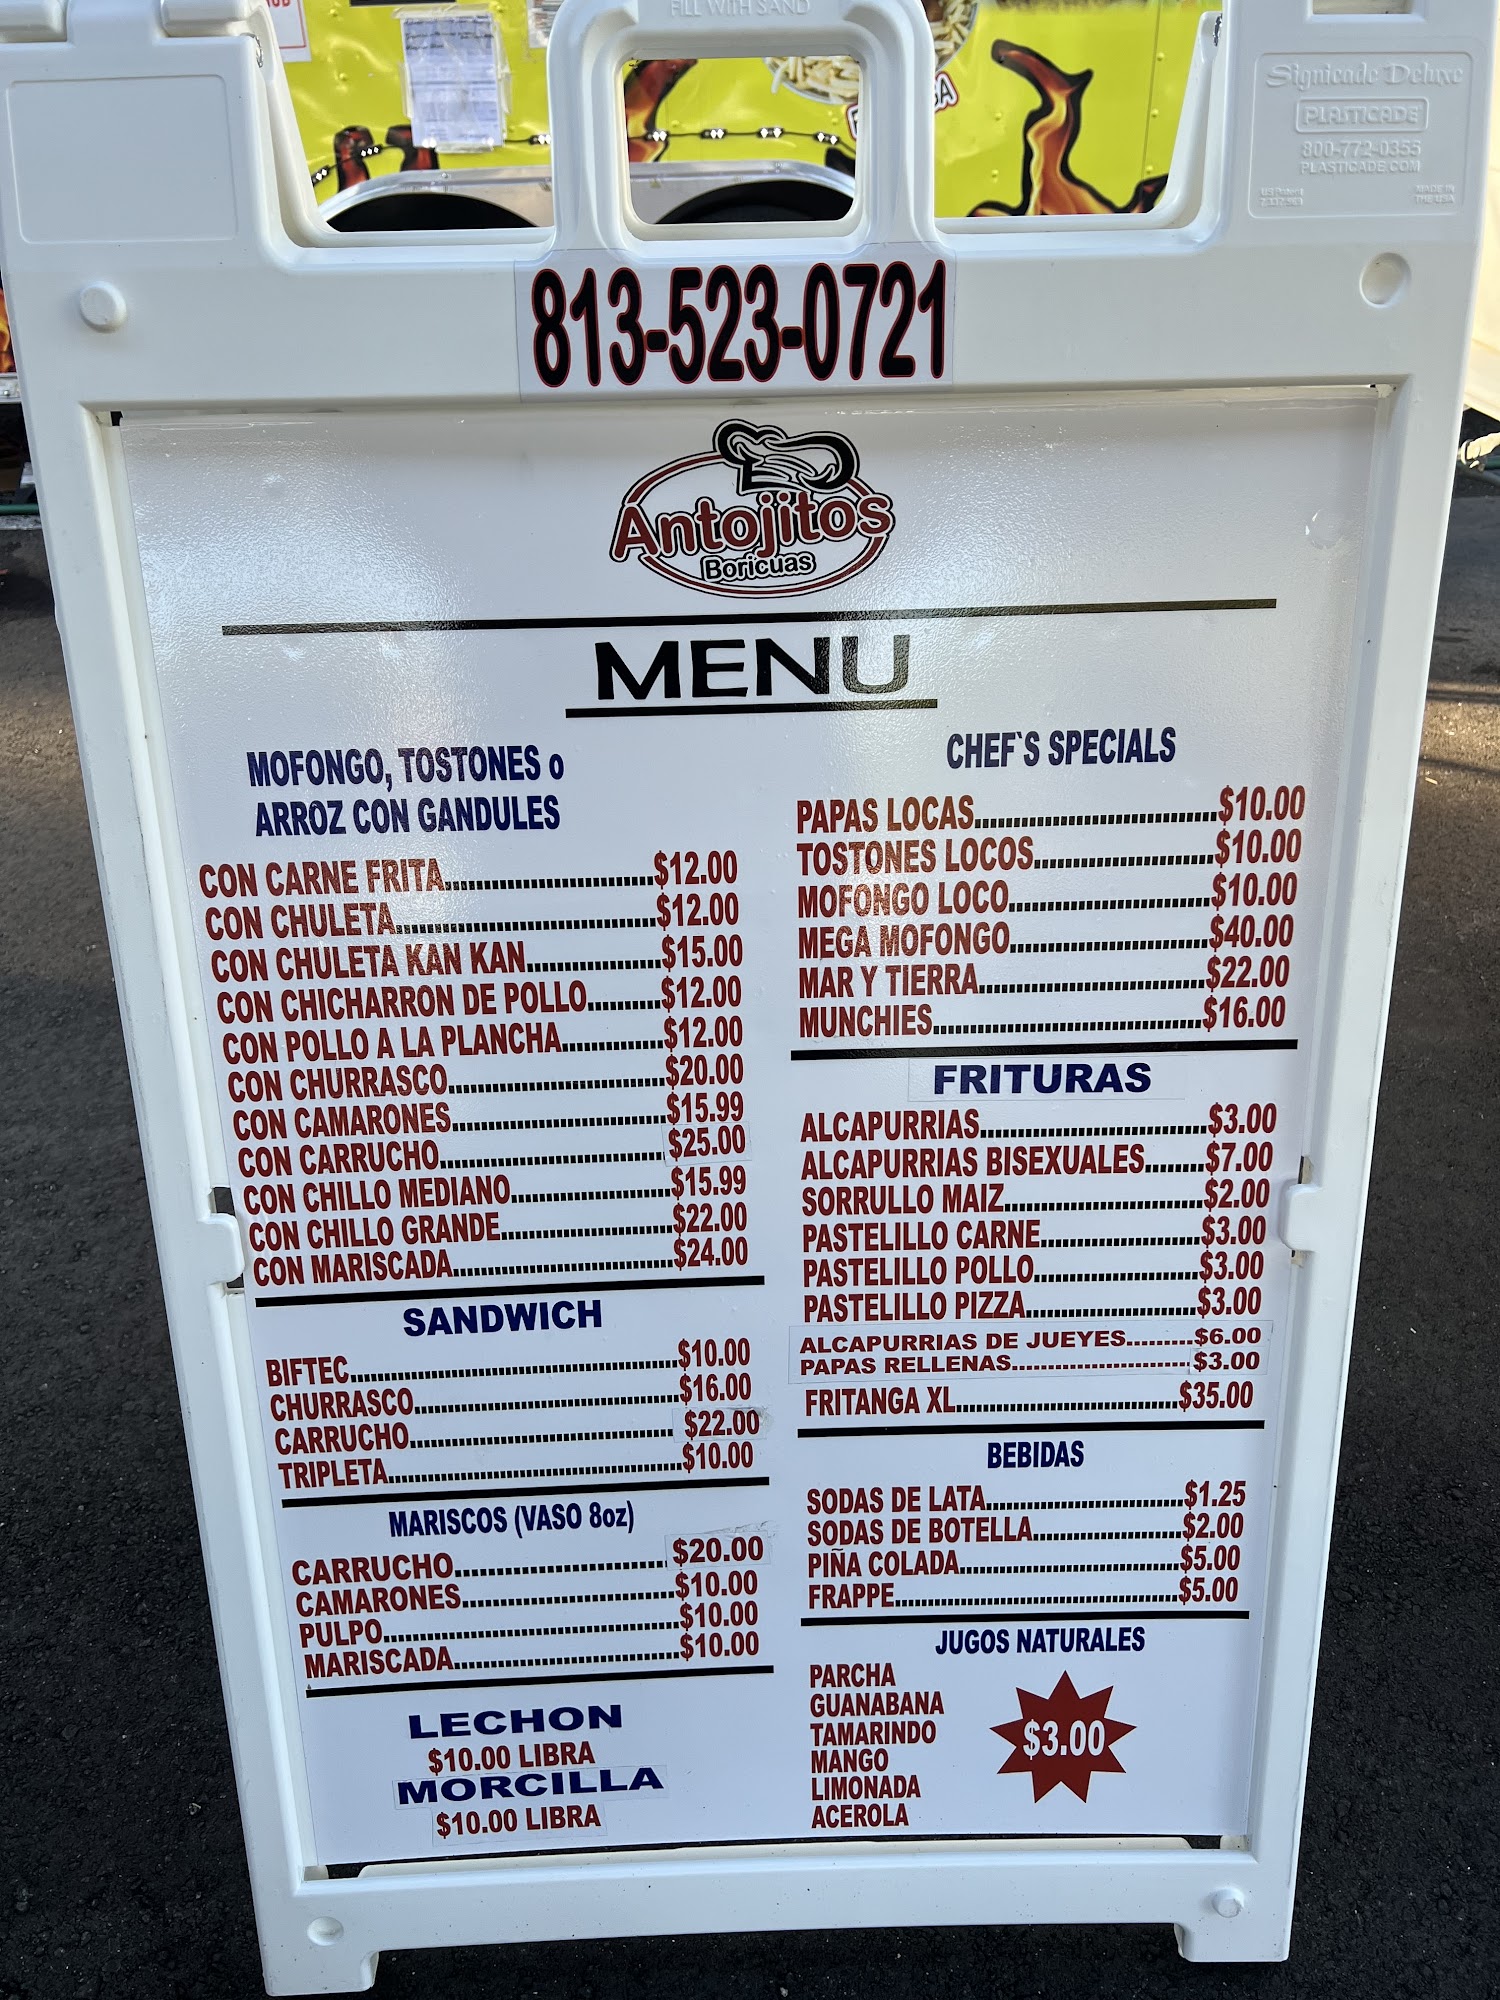 FILL WITH SAND
Signicade Deluxe
PLASTICADE
800-772-0355
PLASTICADE.COM
MADE IN
THE USA
813-523-0721
Antojitos
Boricuas
MENU
MOFONGO, TOSTONES o
ARROZ CON GANDULES
CON CARNE FRITA $12.00
CON CHULETA $12.00
CON CHULETA KAN KAN $15.00
CON CHICHARRON DE POLLO $12.00
CON POLLO A LA PLANCHA $12.00
CON CHURRASCO $20.00
CON CAMARONES $15.99
CON CARRUCHO $25.00
CON CHILLO MEDIANO $15.99
CON CHILLO GRANDE $22.00
CON MARISCADA $24.00
SANDWICH
BIFTEC $10.00
CHURRASCO $16.00
CARRUCHO $22.00
TRIPLETA $10.00
MARISCOS (VASO 8oz)
CARRUCHO $20.00
CAMARONES $10.00
PULPO $10.00
MARISCADA $10.00
LECHON
$10.00 LIBRA
MORCILLA
$10.00 LIBRA
CHEF`S SPECIALS
PAPAS LOCAS $10.00
TOSTONES LOCOS $10.00
MOFONGO LOCO $10.00
MEGA MOFONGO $40.00
MAR Y TIERRA $22.00
MUNCHIES $16.00
FRITURAS
ALCAPURRIAS $3.00
ALCAPURRIAS BISEXUALES $7.00
SORRULLO MAIZ $2.00
PASTELILLO CARNE $3.00
PASTELILLO POLLO $3.00
PASTELILLO PIZZA $3.00
ALCAPURRIAS DE JUEYES $6.00
PAPAS RELLENAS $3.00
FRITANGA XL $35.00
BEBIDAS
SODAS DE LATA $1.25
SODAS DE BOTELLA $2.00
PIÑA COLADA $5.00
FRAPPE $5.00
JUGOS NATURALES
PARCHA
GUANABANA
TAMARINDO
MANGO
LIMONADA
ACEROLA
$3.00